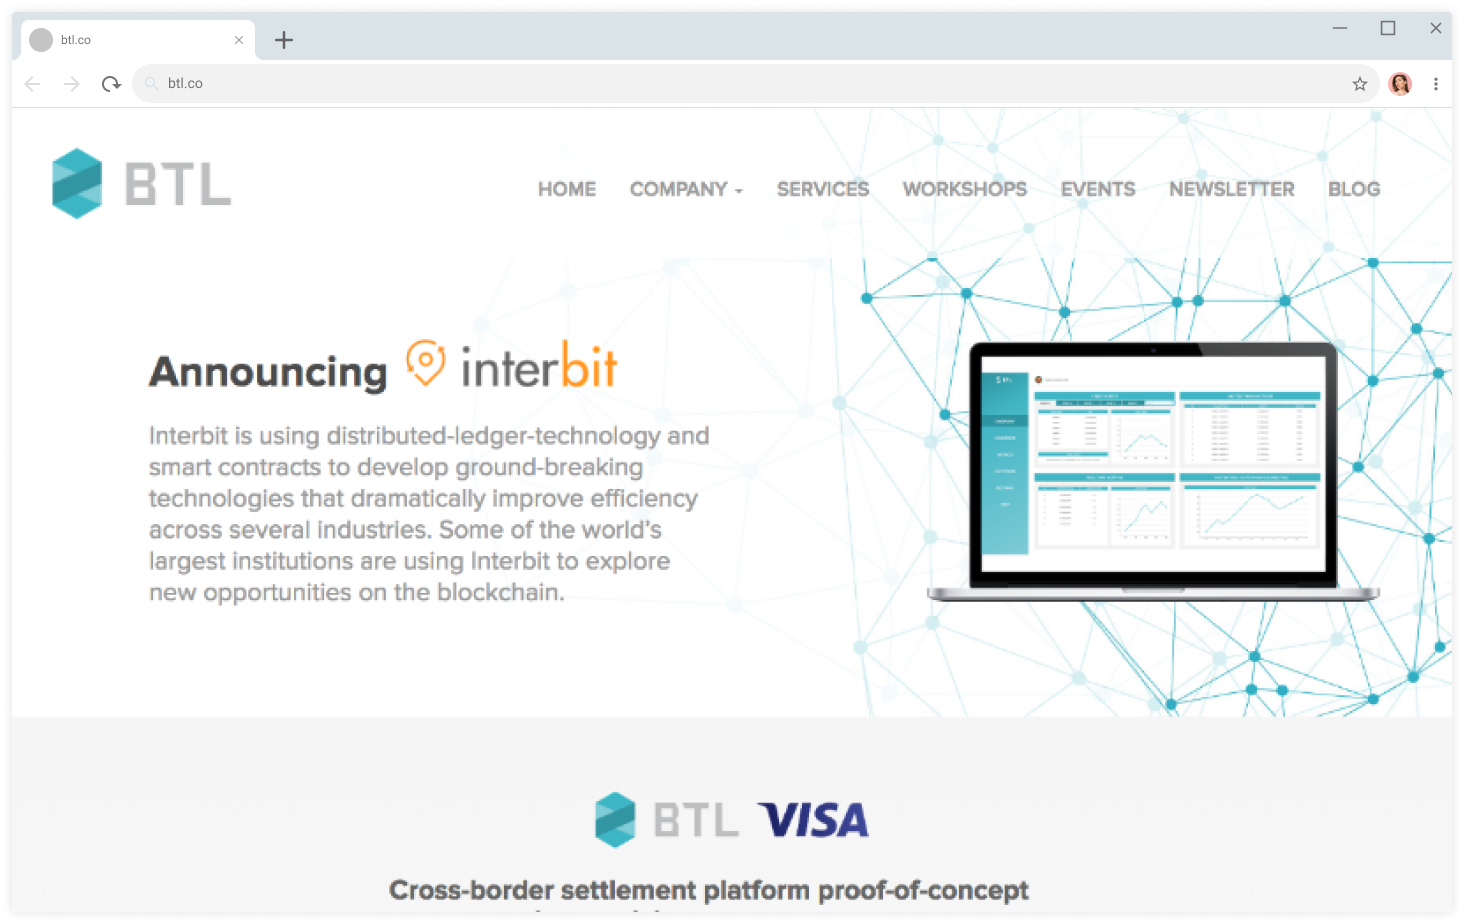 btl.co
btl.co
BTL
HOME COMPANY SERVICES WORKSHOPS EVENTS NEWSLETTER BLOG
Announcing interbit
Interbit is using distributed-ledger-technology and
smart contracts to develop ground-breaking
technologies that dramatically improve efficiency
across several industries. Some of the world's
largest institutions are using Interbit to explore
new opportunities on the blockchain.
BTL
BTL VISA
Cross-border settlement platform proof-of-concept